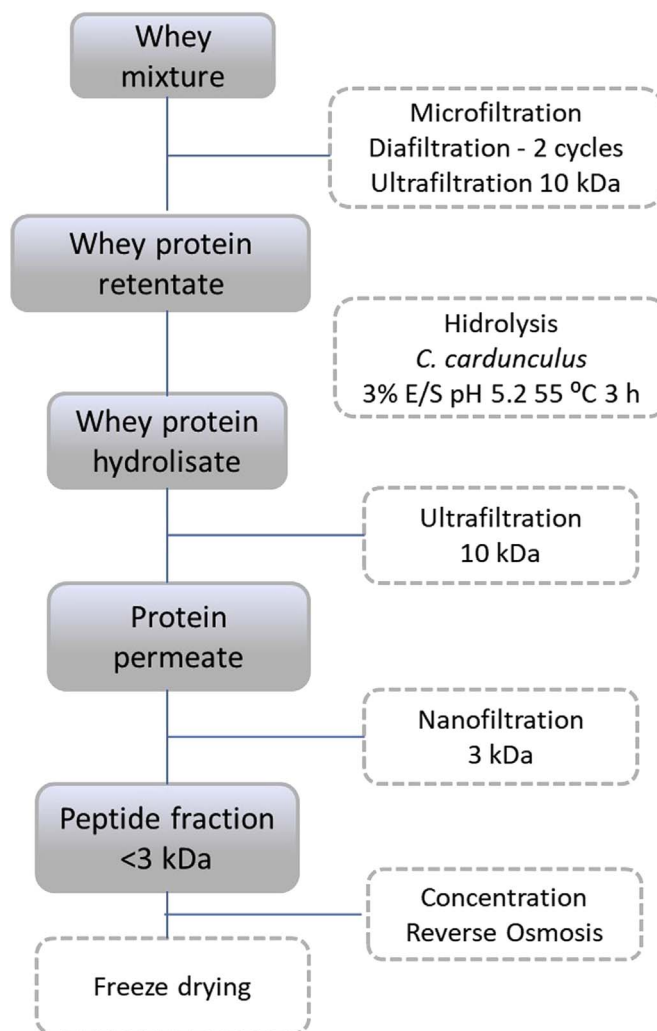 Whey
mixture
Microfiltration
Diafiltration - 2 cycles
Ultrafiltration 10 kDa
Whey protein
retentate
Hidrolysis
C. cardunculus
3% E/S pH 5.2 55 ⁰C 3 h
Whey protein
hydrolisate
Ultrafiltration
10 kDa
Protein
permeate
Nanofiltration
3 kDa
Peptide fraction
<3 kDa
Concentration
Reverse Osmosis
Freeze drying